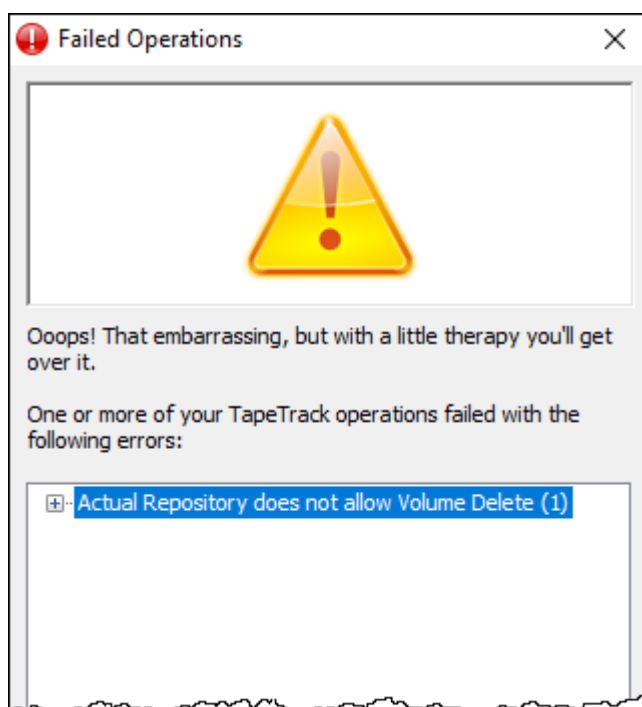 Failed Operations
Ooops! That embarrassing, but with a little therapy you'll get
over it.
One or more of your TapeTrack operations failed with the
following errors:
Actual Repository does not allow Volume Delete (1)